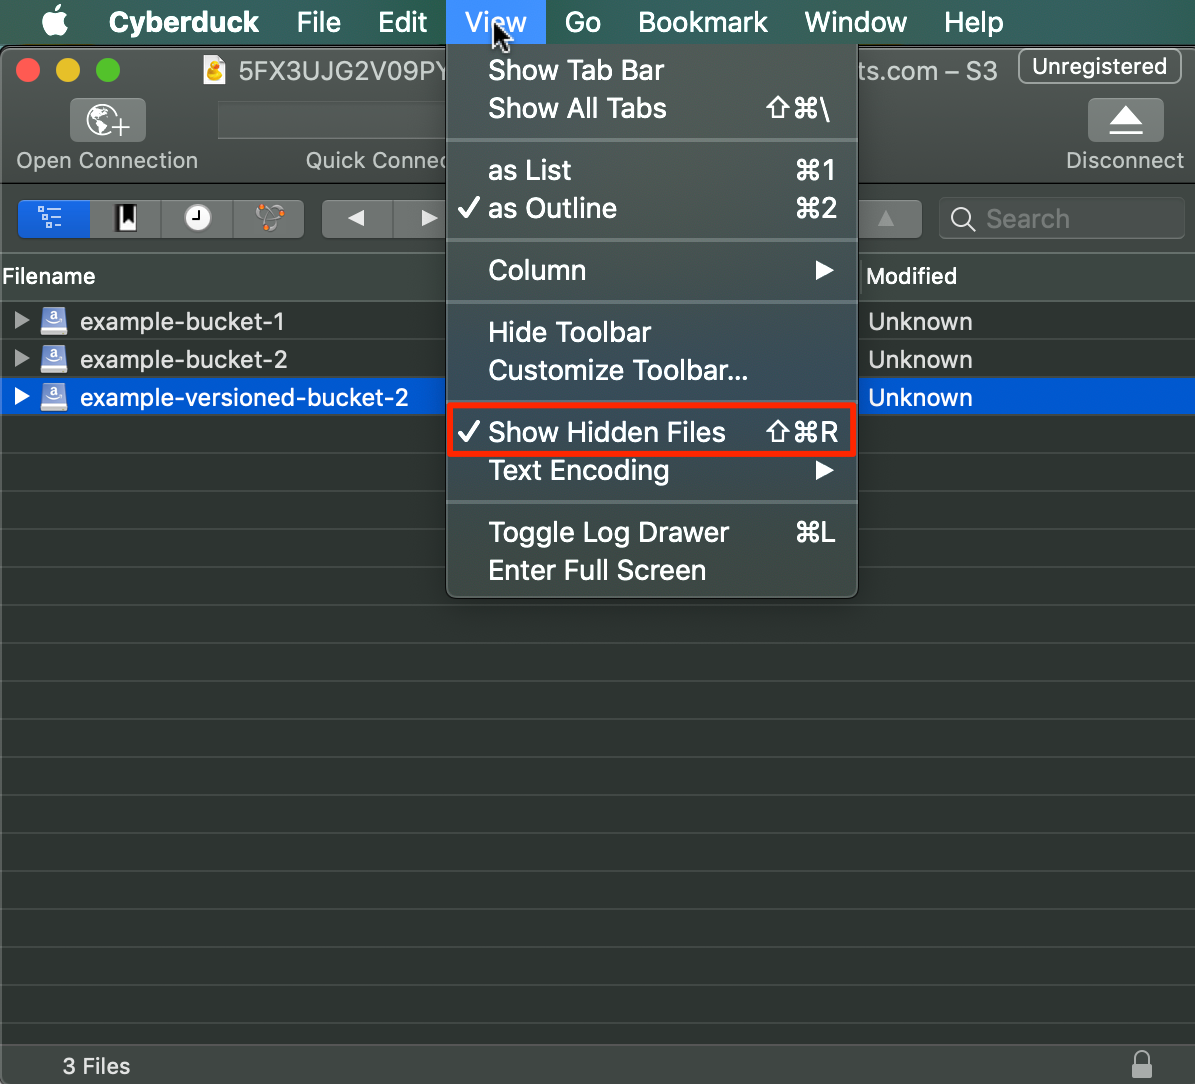 Cyberduck File Edit View Go Bookmark Window Help
5FX3UJG2V09PY ts.com – S3 Unregistered
Open Connection Quick Connec Disconnect
Search
Filename Modified
example-bucket-1 Unknown
example-bucket-2 Unknown
example-versioned-bucket-2 Unknown
Show Tab Bar
Show All Tabs ⇧⌘\
as List ⌘1
✓ as Outline ⌘2
Column ▶
Hide Toolbar
Customize Toolbar...
✓ Show Hidden Files ⇧⌘R
Text Encoding ▶
Toggle Log Drawer ⌘L
Enter Full Screen
3 Files